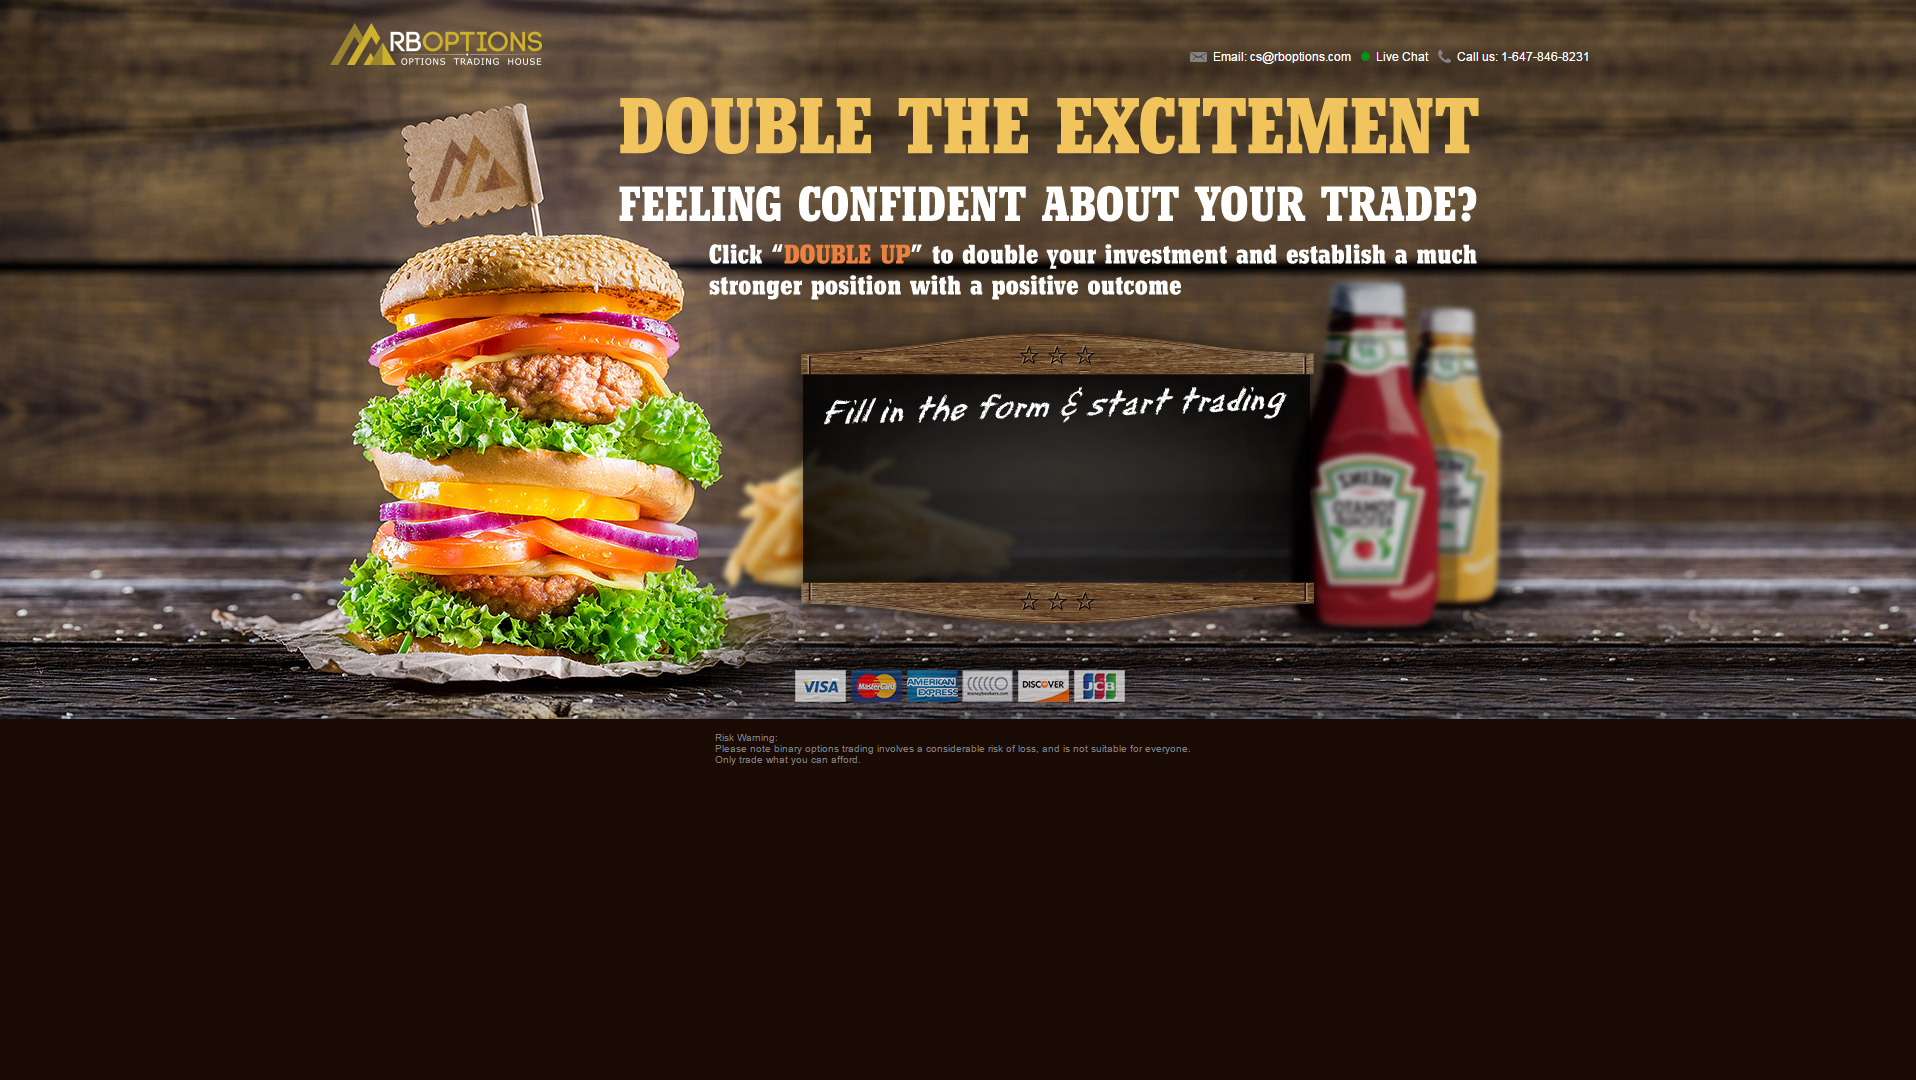 RBOPTIONS
OPTIONS TRADING HOUSE
Email: cs@rboptions.com Live Chat Call us: 1-647-846-8231
DOUBLE THE EXCITEMENT
FEELING CONFIDENT ABOUT YOUR TRADE?
Click “DOUBLE UP” to double your investment and establish a much
stronger position with a positive outcome
Fill in the form & start trading
HEINZ
TOMATO
KETCHUP
VISA MasterCard AMERICAN EXPRESS moneybookers.com DISCOVER JCB
Risk Warning:
Please note binary options trading involves a considerable risk of loss, and is not suitable for everyone.
Only trade what you can afford.